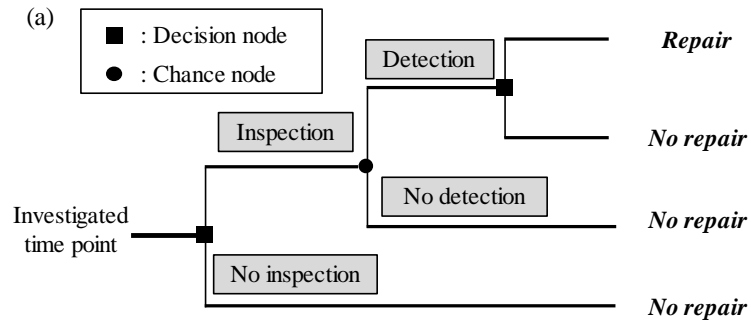 (a)
: Decision node
: Chance node
Repair
Detection
Inspection
No repair
No detection
Investigated
time point
No repair
No inspection
No repair